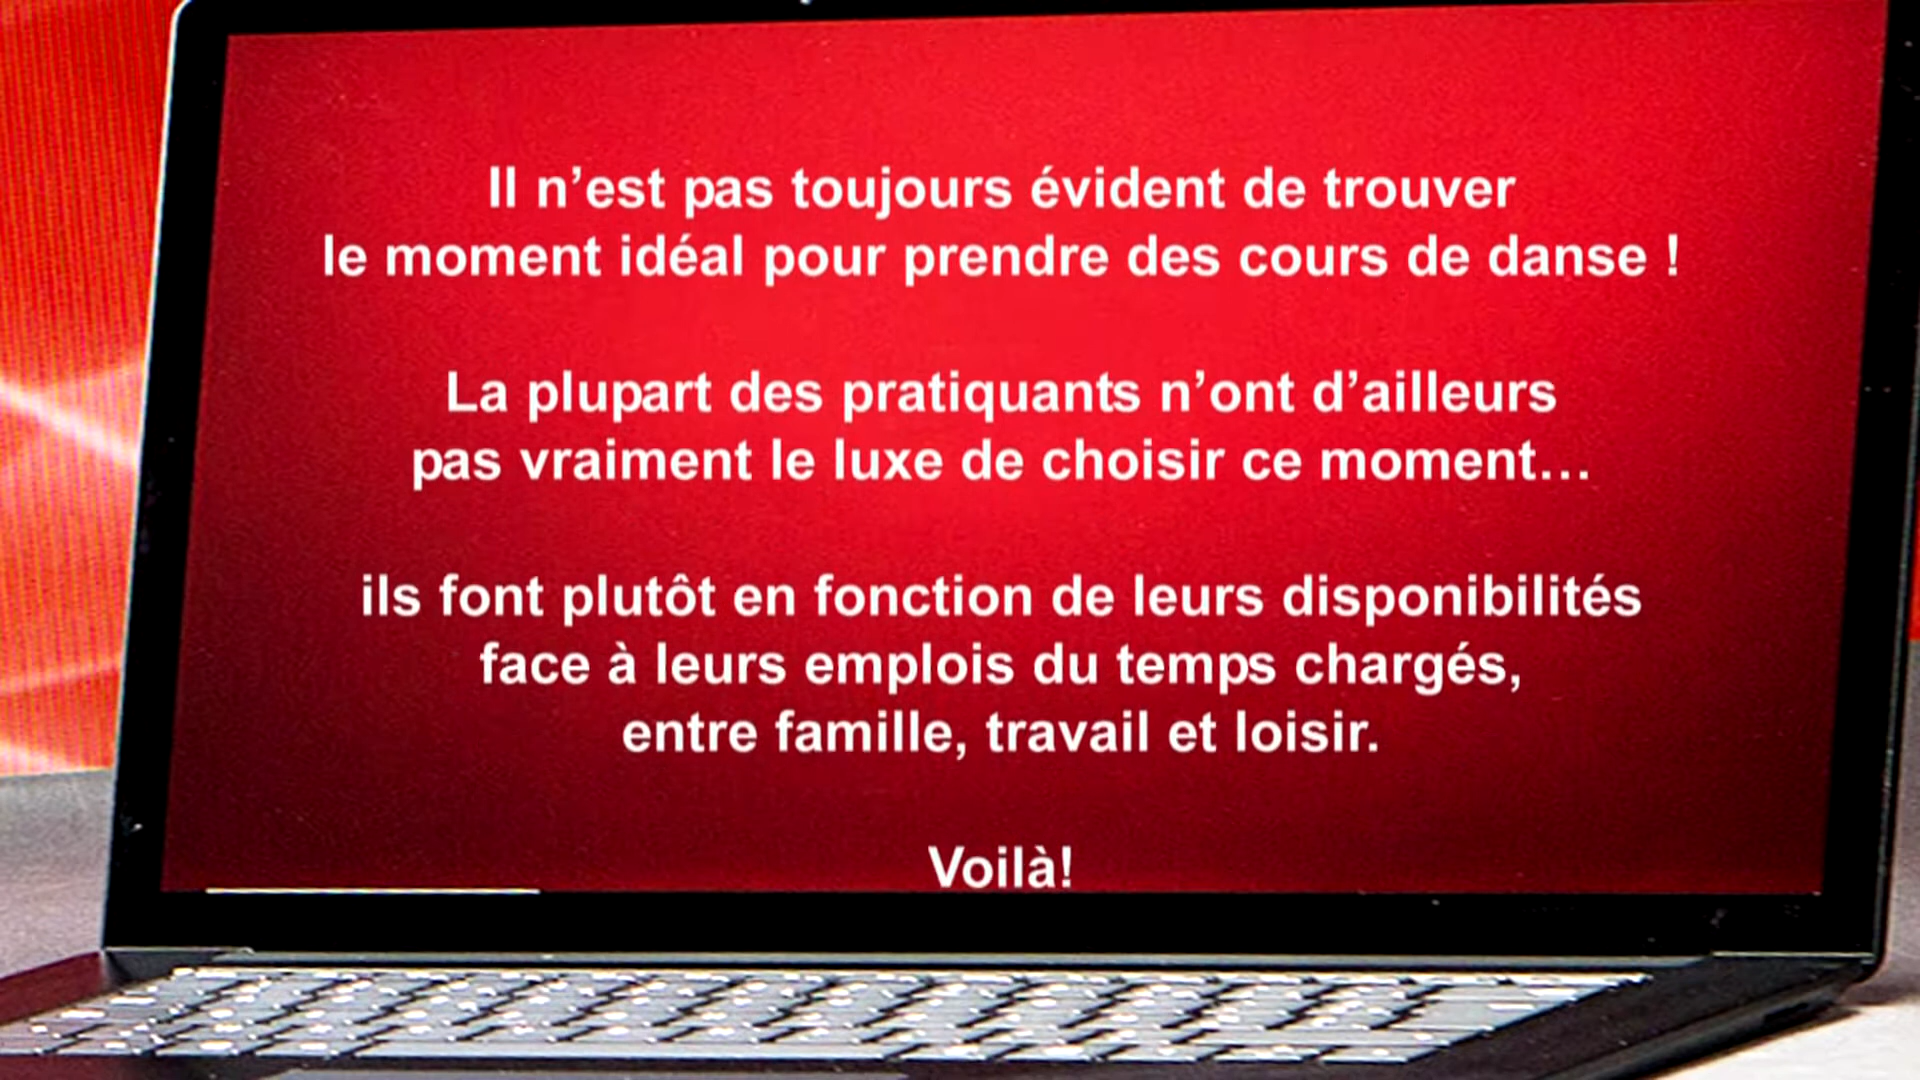 Il n’est pas toujours évident de trouver
le moment idéal pour prendre des cours de danse !
La plupart des pratiquants n’ont d’ailleurs
pas vraiment le luxe de choisir ce moment…
ils font plutôt en fonction de leurs disponibilités
face à leurs emplois du temps chargés,
entre famille, travail et loisir.
Voilà!